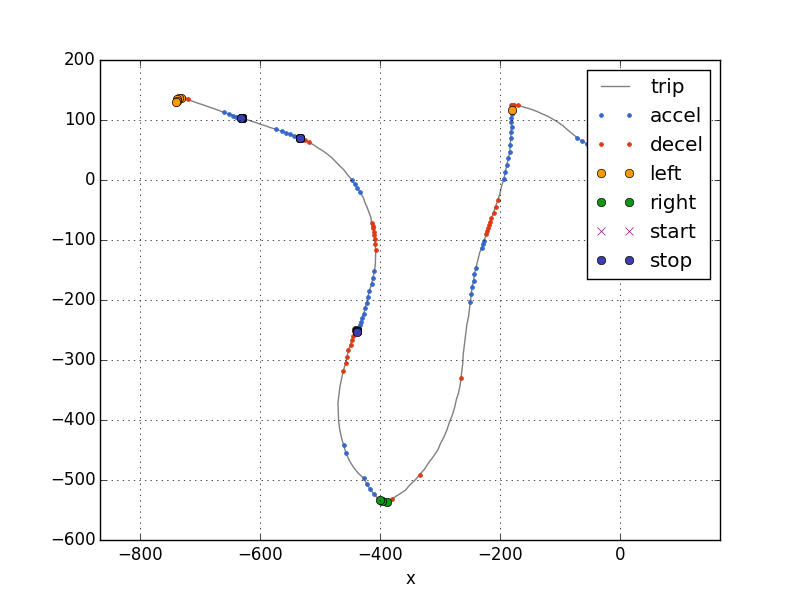 200
100
0
−100
−200
−300
−400
−500
−600
−800
−600
−400
−200
0
x
trip
accel
decel
left
right
start
stop